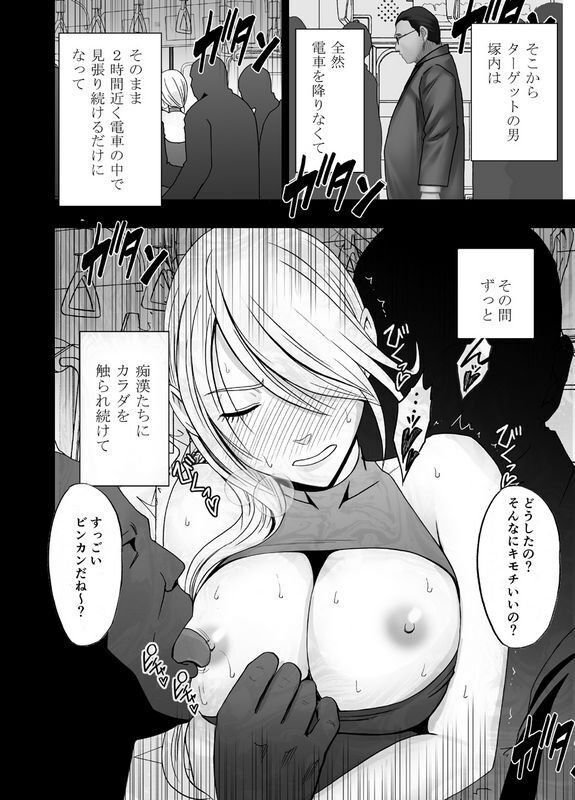 そこから
ターゲットの男
塚内は
全然
電車を降りなくて
ガタン
ガタン
そのまま
2時間近く電車の中で
見張り続けるだけに
なって
ガタン
ガタン
その間
ずっと
痴漢たちに
カラダを
触られ続けて
どうしたの?
そんなにキモチいいの?
すっごい
ビンカンだね~?